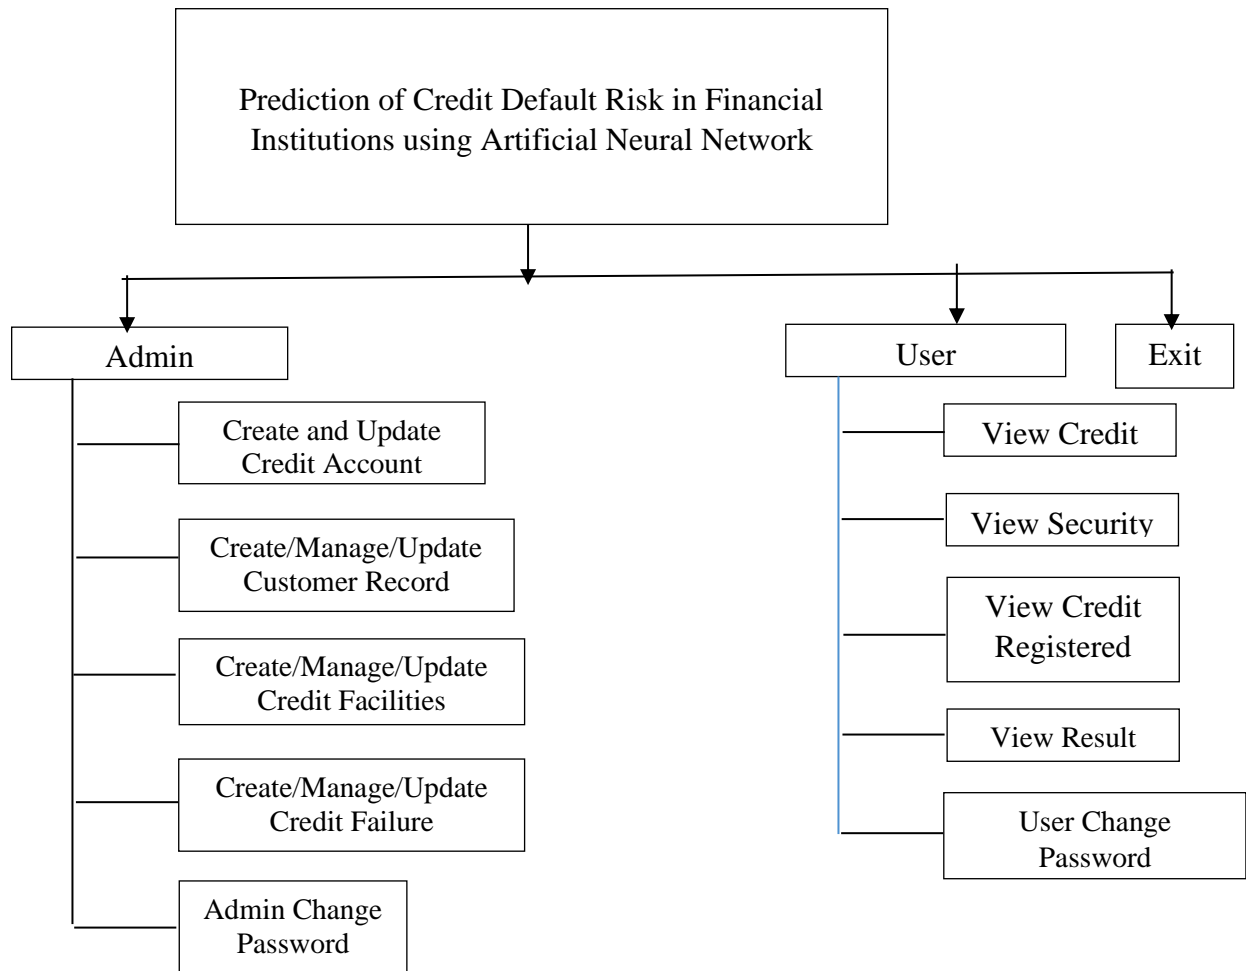 Prediction of Credit Default Risk in Financial
Institutions using Artificial Neural Network
Admin
User
Exit
Create and Update
Credit Account
Create/Manage/Update
Customer Record
Create/Manage/Update
Credit Facilities
Create/Manage/Update
Credit Failure
Admin Change
Password
View Credit
View Security
View Credit
Registered
View Result
User Change
Password